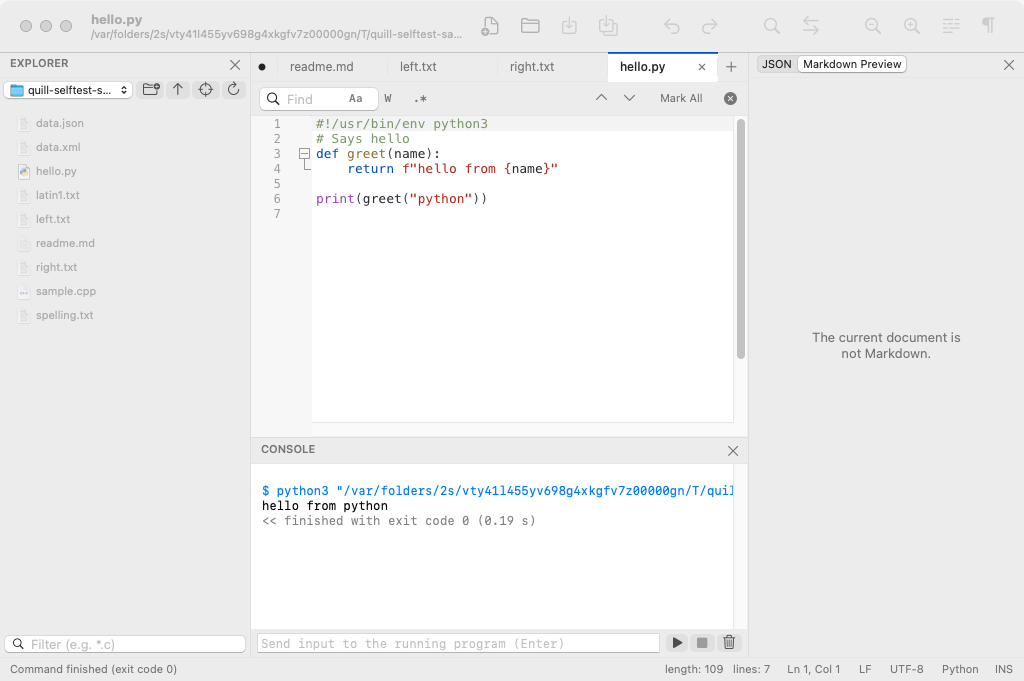 hello.py
/var/folders/2s/vty41l455yv698g4xkgfv7z00000gn/T/quill-selftest-sa...
EXPLORER
quill-selftest-s...
data.json
data.xml
hello.py
latin1.txt
left.txt
readme.md
right.txt
sample.cpp
spelling.txt
Filter (e.g. *.c)
readme.md
left.txt
right.txt
hello.py
Find
Aa
W
.*
Mark All
1 #!/usr/bin/env python3
2 # Says hello
3 def greet(name):
4 return f"hello from {name}"
5
6 print(greet("python"))
7
CONSOLE
$ python3 "/var/folders/2s/vty41l455yv698g4xkgfv7z00000gn/T/quil
hello from python
<< finished with exit code 0 (0.19 s)
Send input to the running program (Enter)
JSON
Markdown Preview
The current document is
not Markdown.
Command finished (exit code 0)
length: 109 lines: 7 Ln 1, Col 1 LF UTF-8 Python INS